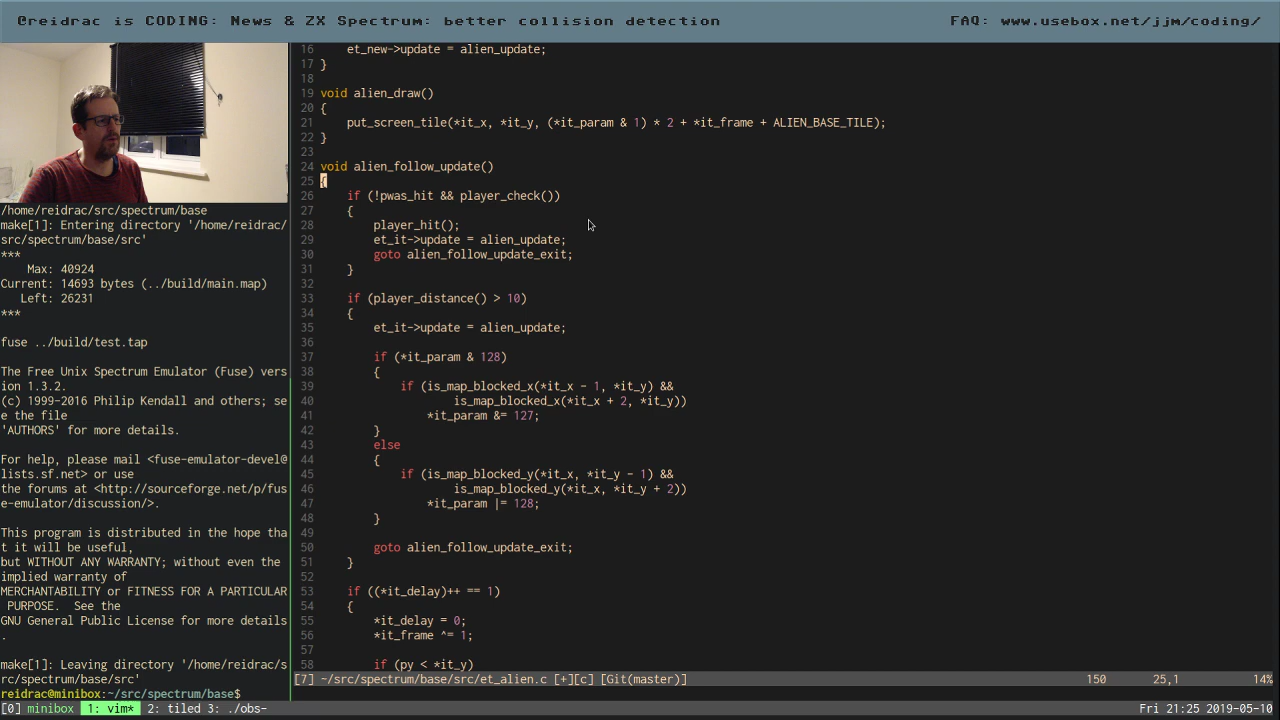 @reidrac is CODING: News & ZX Spectrum: better collision detection
FAQ: www.usebox.net/jjm/coding/
/home/reidrac/src/spectrum/base
make[1]: Entering directory '/home/reidrac/
src/spectrum/base/src'
***
    Max: 40924
Current: 14693 bytes (../build/main.map)
   Left: 26231
***
fuse ../build/test.tap
The Free Unix Spectrum Emulator (Fuse) vers
ion 1.3.2.
(c) 1999-2016 Philip Kendall and others; se
e the file
'AUTHORS' for more details.
For help, please mail <fuse-emulator-devel@
lists.sf.net> or use
the forums at <http://sourceforge.net/p/fus
e-emulator/discussion/>.
This program is distributed in the hope tha
t it will be useful,
but WITHOUT ANY WARRANTY; without even the
implied warranty of
MERCHANTABILITY or FITNESS FOR A PARTICULAR
 PURPOSE.  See the
GNU General Public License for more details
.
make[1]: Leaving directory '/home/reidrac/s
rc/spectrum/base/src'
reidrac@minibox:~/src/spectrum/base$
16     et_new->update = alien_update;
17 }
18
19 void alien_draw()
20 {
21     put_screen_tile(*it_x, *it_y, (*it_param & 1) * 2 + *it_frame + ALIEN_BASE_TILE);
22 }
23
24 void alien_follow_update()
25 {
26     if (!pwas_hit && player_check())
27     {
28         player_hit();
29         et_it->update = alien_update;
30         goto alien_follow_update_exit;
31     }
32
33     if (player_distance() > 10)
34     {
35         et_it->update = alien_update;
36
37         if (*it_param & 128)
38         {
39             if (is_map_blocked_x(*it_x - 1, *it_y) &&
40                     is_map_blocked_x(*it_x + 2, *it_y))
41                 *it_param &= 127;
42         }
43         else
44         {
45             if (is_map_blocked_y(*it_x, *it_y - 1) &&
46                     is_map_blocked_y(*it_x, *it_y + 2))
47                 *it_param |= 128;
48         }
49
50         goto alien_follow_update_exit;
51     }
52
53     if ((*it_delay)++ == 1)
54     {
55         *it_delay = 0;
56         *it_frame ^= 1;
57
58         if (py < *it_y)
[7] ~/src/spectrum/base/src/et_alien.c [+][c] [Git(master)] 150 25,1 14%
[0] minibox 1: vim* 2: tiled 3: ./obs- Fri 21:25 2019-05-10